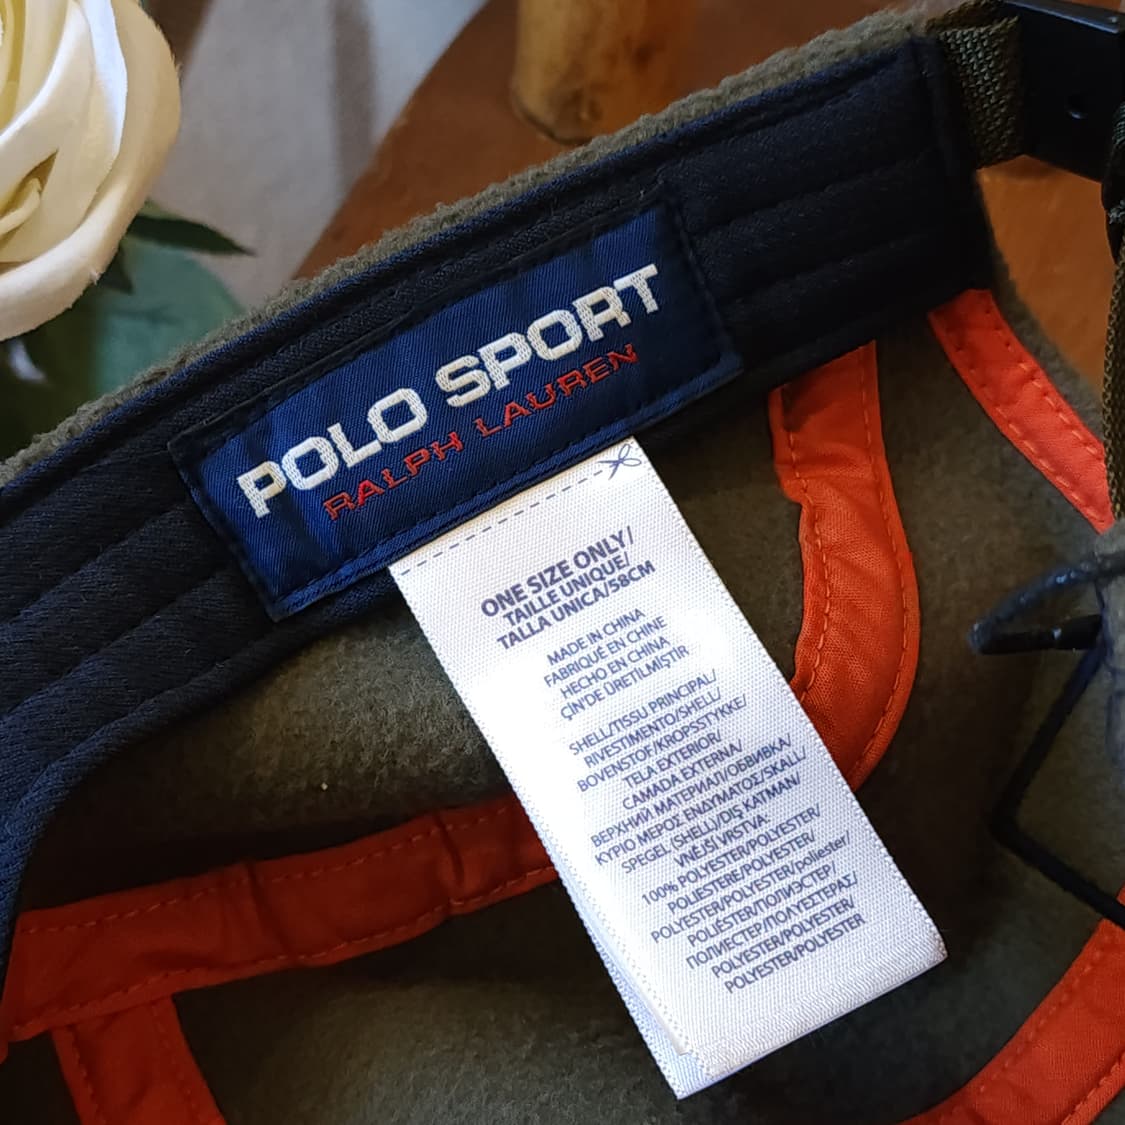 POLO SPORT
RALPH LAUREN
ONE SIZE ONLY/
TAILLE UNIQUE/
TALLA UNICA/58CM
MADE IN CHINA
FABRIQUÉ EN CHINE
HECHO EN CHINA
ÇİN'DE ÜRETİLMİŞTİR
SHELL/TISSU PRINCIPAL/
RIVESTIMENTO/SHELL/
BOVENSTOF/KROPSSTYKKE/
TELA EXTERIOR/
CAMADA EXTERNA/
ВЕРХНИЙ МАТЕРИАЛ/ОБВИВКА/
ΚΥΡΙΟ ΜΕΡΟΣ ΕΝΔΥΜΑΤΟΣ/SKALL/
SPEGEL (SHELL)/DIŞ KATMAN/
VNĚJŠÍ VRSTVA:
100% POLYESTER/POLYESTER/
POLIESTERE/POLYESTER/
POLYESTER/POLYESTER/poliester/
POLIÉSTER/ПОЛИЭСТЕР/
ПОЛИЕСТЕР/ΠΟΛΥΕΣΤΕΡΑΣ/
POLYESTER/POLYESTER/
POLYESTER/POLYESTER